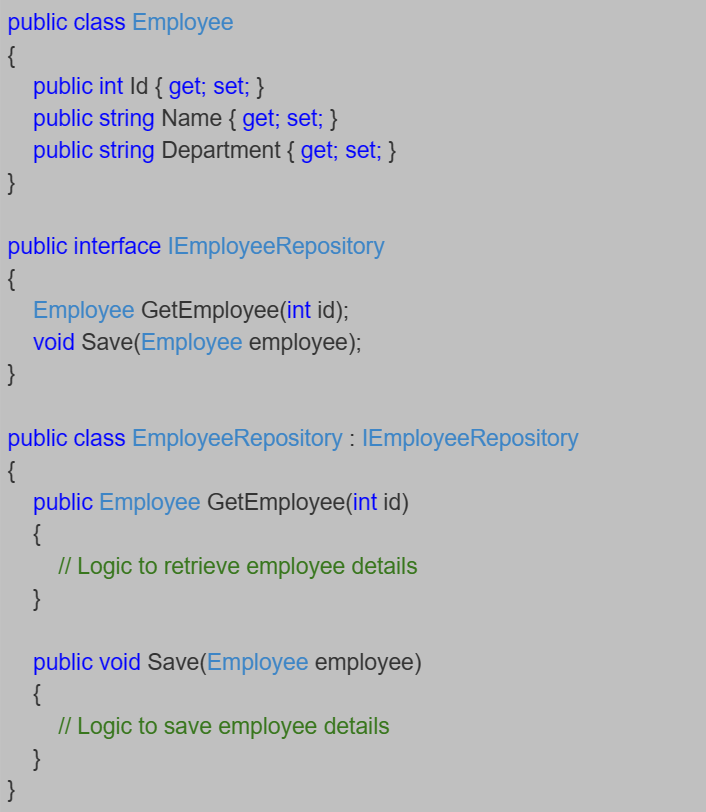 public class Employee
{
    public int Id { get; set; }
    public string Name { get; set; }
    public string Department { get; set; }
}

public interface IEmployeeRepository
{
    Employee GetEmployee(int id);
    void Save(Employee employee);
}

public class EmployeeRepository : IEmployeeRepository
{
    public Employee GetEmployee(int id)
    {
        // Logic to retrieve employee details
    }

    public void Save(Employee employee)
    {
        // Logic to save employee details
    }
}